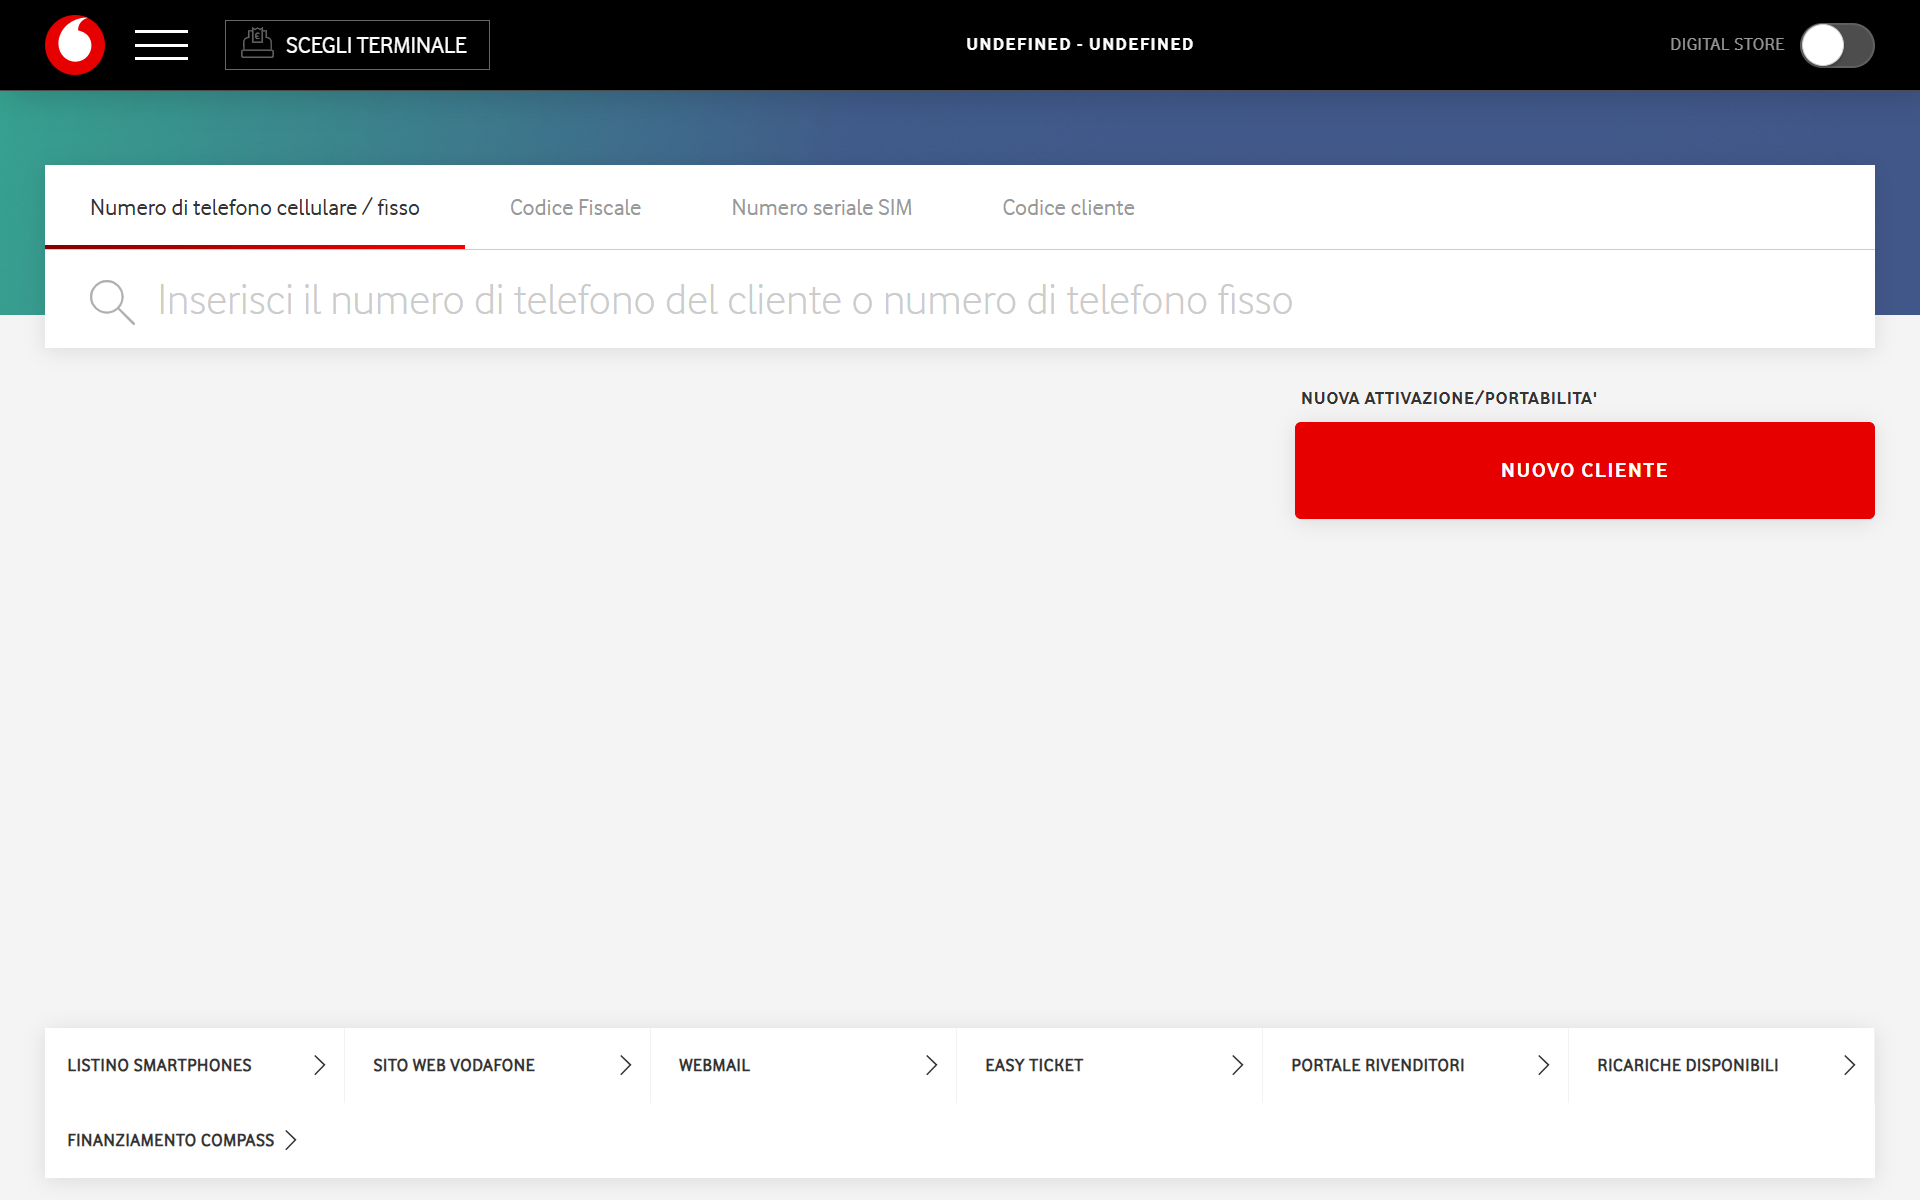 SCEGLI TERMINALE
UNDEFINED - UNDEFINED
DIGITAL STORE
Numero di telefono cellulare / fisso
Codice Fiscale
Numero seriale SIM
Codice cliente
Inserisci il numero di telefono del cliente o numero di telefono fisso
NUOVA ATTIVAZIONE/PORTABILITA'
NUOVO CLIENTE
LISTINO SMARTPHONES
SITO WEB VODAFONE
WEBMAIL
EASY TICKET
PORTALE RIVENDITORI
RICARICHE DISPONIBILI
FINANZIAMENTO COMPASS